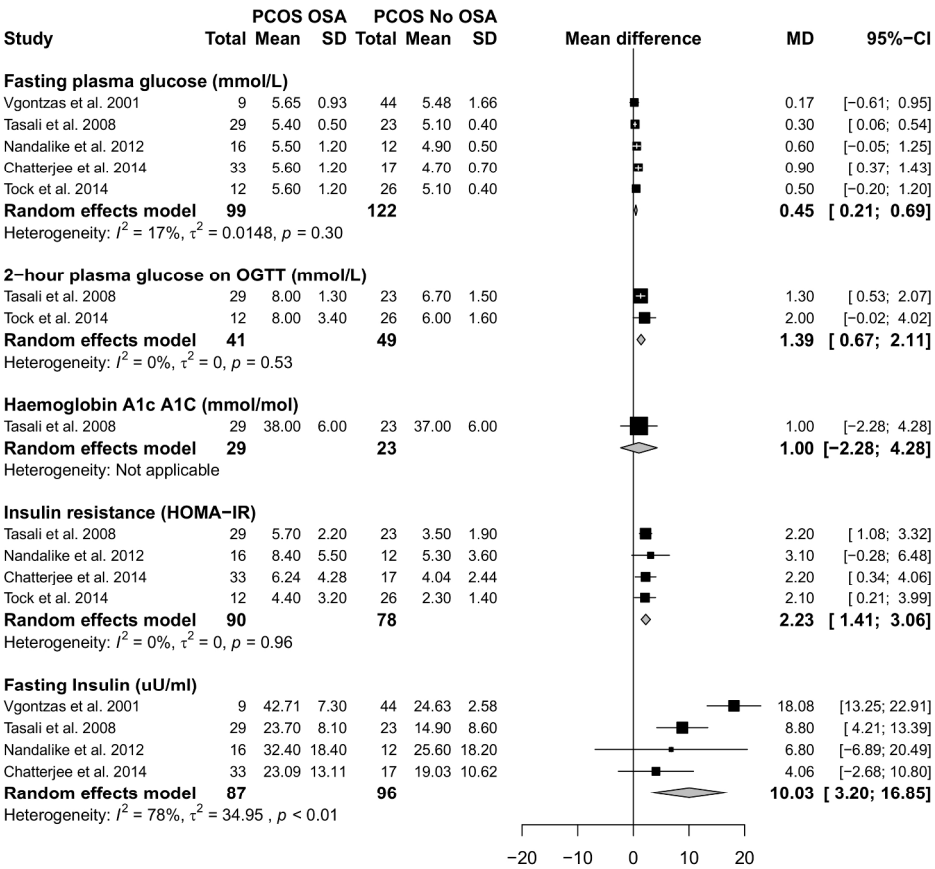 PCOS OSA PCOS No OSA
Study Total Mean SD Total Mean SD Mean difference MD 95%−CI
Fasting plasma glucose (mmol/L)
Vgontzas et al. 2001 9 5.65 0.93 44 5.48 1.66 0.17 [−0.61; 0.95]
Tasali et al. 2008 29 5.40 0.50 23 5.10 0.40 0.30 [ 0.06; 0.54]
Nandalike et al. 2012 16 5.50 1.20 12 4.90 0.50 0.60 [−0.05; 1.25]
Chatterjee et al. 2014 33 5.60 1.20 17 4.70 0.70 0.90 [ 0.37; 1.43]
Tock et al. 2014 12 5.60 1.20 26 5.10 0.40 0.50 [−0.20; 1.20]
Random effects model 99 122 0.45 [ 0.21; 0.69]
Heterogeneity: I² = 17%, τ² = 0.0148, p = 0.30
2−hour plasma glucose on OGTT (mmol/L)
Tasali et al. 2008 29 8.00 1.30 23 6.70 1.50 1.30 [ 0.53; 2.07]
Tock et al. 2014 12 8.00 3.40 26 6.00 1.60 2.00 [−0.02; 4.02]
Random effects model 41 49 1.39 [ 0.67; 2.11]
Heterogeneity: I² = 0%, τ² = 0, p = 0.53
Haemoglobin A1c A1C (mmol/mol)
Tasali et al. 2008 29 38.00 6.00 23 37.00 6.00 1.00 [−2.28; 4.28]
Random effects model 29 23 1.00 [−2.28; 4.28]
Heterogeneity: Not applicable
Insulin resistance (HOMA−IR)
Tasali et al. 2008 29 5.70 2.20 23 3.50 1.90 2.20 [ 1.08; 3.32]
Nandalike et al. 2012 16 8.40 5.50 12 5.30 3.60 3.10 [−0.28; 6.48]
Chatterjee et al. 2014 33 6.24 4.28 17 4.04 2.44 2.20 [ 0.34; 4.06]
Tock et al. 2014 12 4.40 3.20 26 2.30 1.40 2.10 [ 0.21; 3.99]
Random effects model 90 78 2.23 [ 1.41; 3.06]
Heterogeneity: I² = 0%, τ² = 0, p = 0.96
Fasting Insulin (uU/ml)
Vgontzas et al. 2001 9 42.71 7.30 44 24.63 2.58 18.08 [13.25; 22.91]
Tasali et al. 2008 29 23.70 8.10 23 14.90 8.60 8.80 [ 4.21; 13.39]
Nandalike et al. 2012 16 32.40 18.40 12 25.60 18.20 6.80 [−6.89; 20.49]
Chatterjee et al. 2014 33 23.09 13.11 17 19.03 10.62 4.06 [−2.68; 10.80]
Random effects model 87 96 10.03 [ 3.20; 16.85]
Heterogeneity: I² = 78%, τ² = 34.95 , p < 0.01
−20 −10 0 10 20